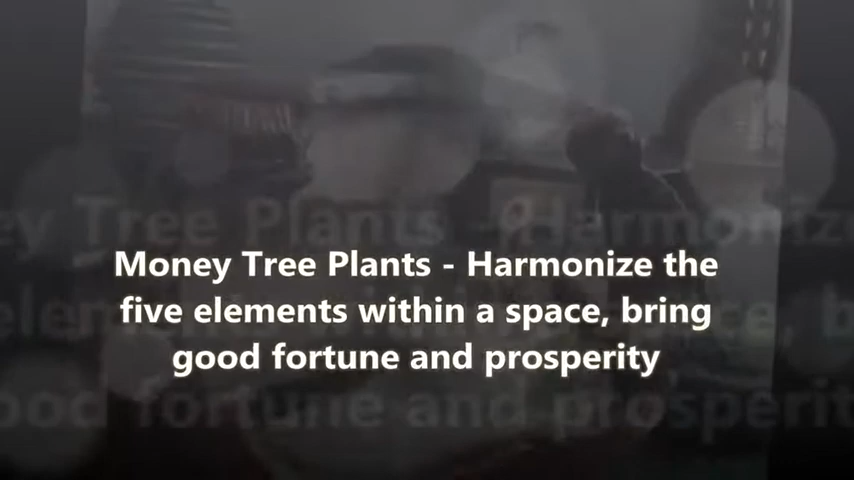 Money Tree Plants - Harmonize the
five elements within a space, bring
good fortune and prosperity